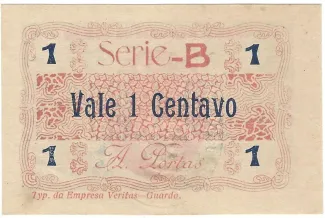 Serie-B
1 1
Vale 1 Centavo
A. Portas
1 1
Typ. da Empresa Veritas - Guarda.